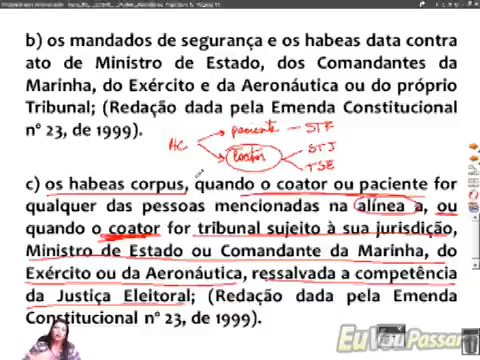 b) os mandados de segurança e os habeas data contra
ato de Ministro de Estado, dos Comandantes da
Marinha, do Exército e da Aeronáutica ou do próprio
Tribunal; (Redação dada pela Emenda Constitucional
nº 23, de 1999).
HC
paciente — STF
Coator
STJ
TSE
c) os habeas corpus, quando o coator ou paciente for
qualquer das pessoas mencionadas na alínea a, ou
quando o coator for tribunal sujeito à sua jurisdição,
Ministro de Estado ou Comandante da Marinha, do
Exército ou da Aeronáutica, ressalvada a competência
da Justiça Eleitoral; (Redação dada pela Emenda
Constitucional nº 23, de 1999).
Eu Vou Passar